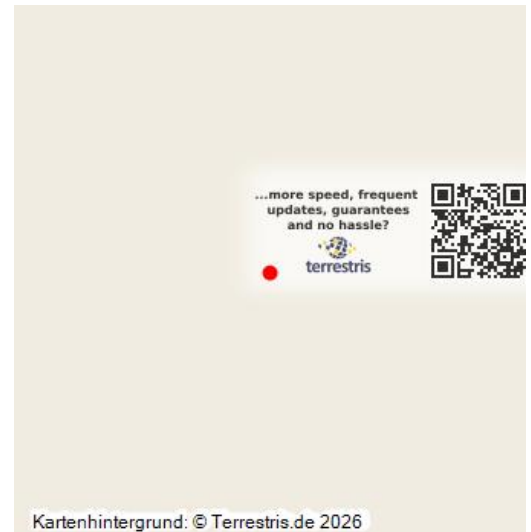 ...more speed, frequent
updates, guarantees
and no hassle?
terrestris
Kartenhintergrund: © Terrestris.de 2026